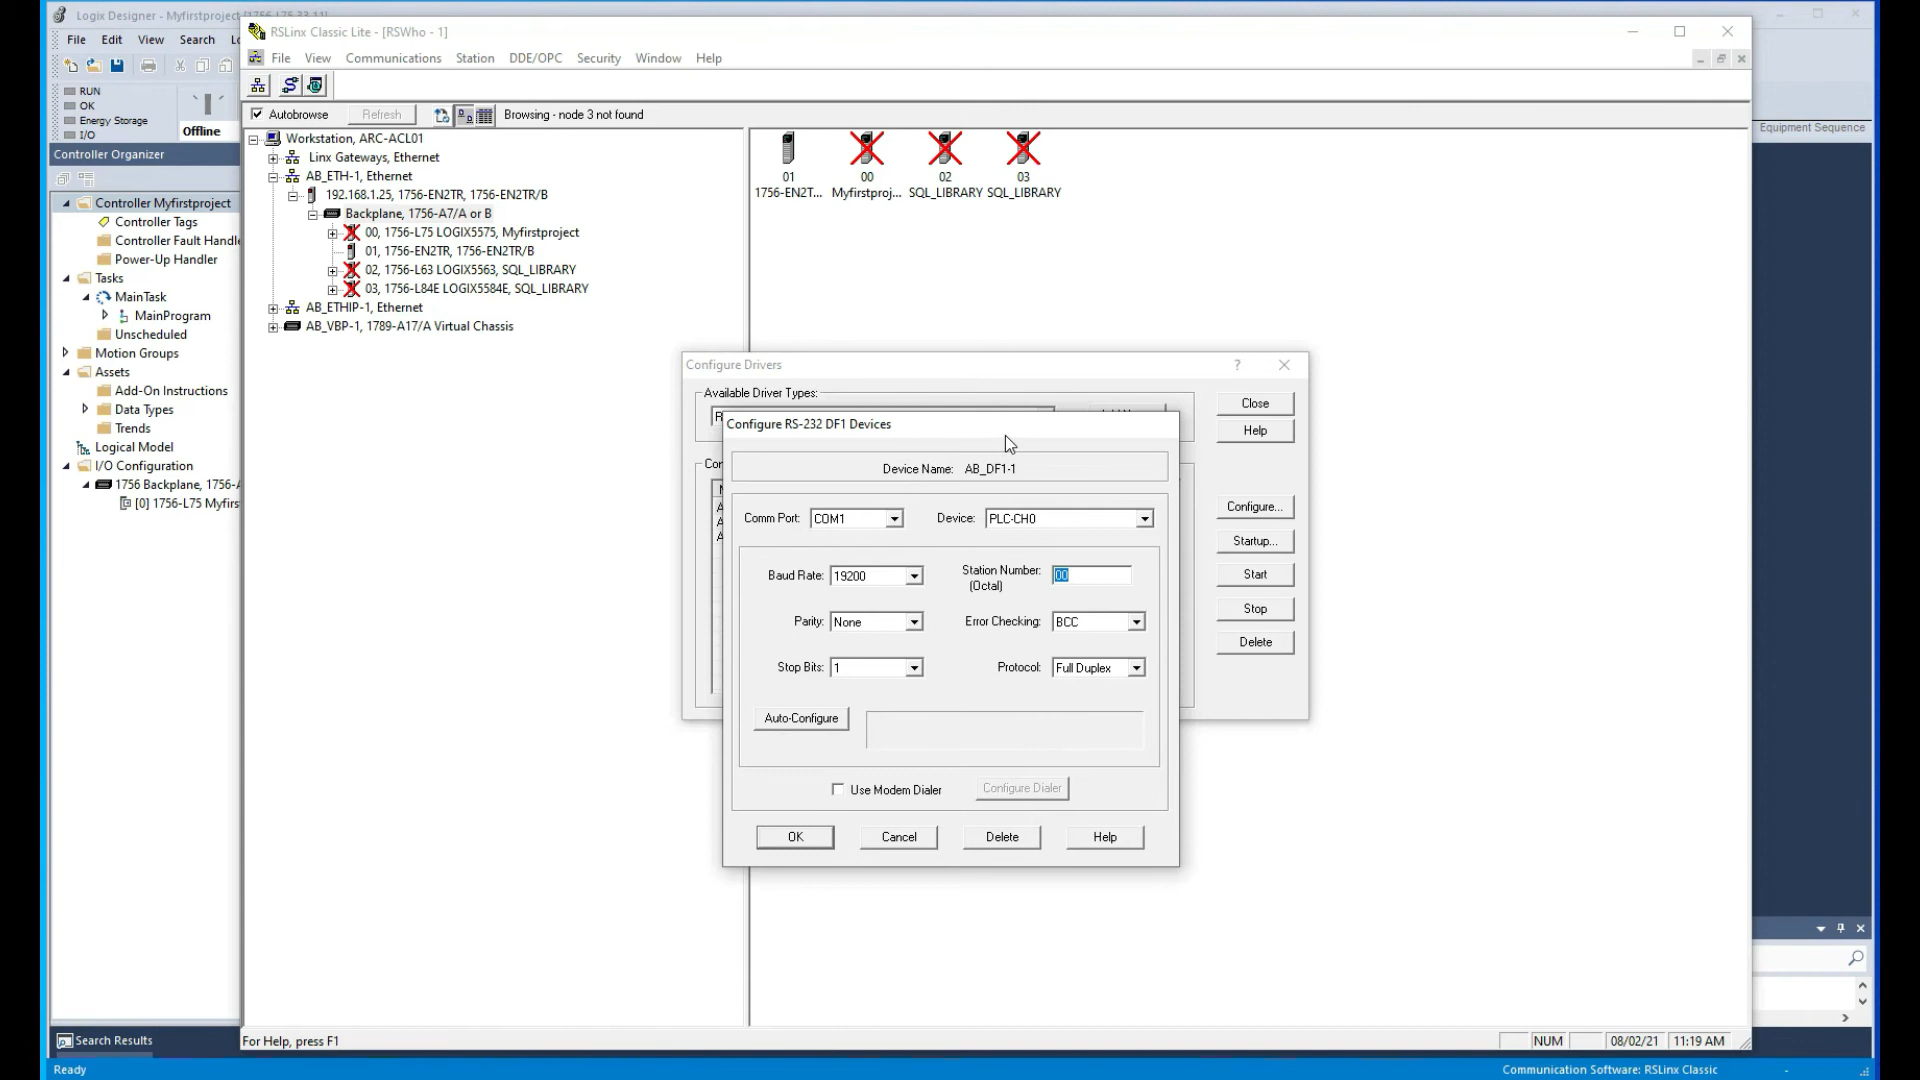 Logix Designer - Myfirstproject [1756-L75 33.11]
File Edit View Search
RUN
OK
Energy Storage
I/O
Offline
Controller Organizer
Controller Myfirstproject
Controller Tags
Controller Fault Handle
Power-Up Handler
Tasks
MainTask
MainProgram
Unscheduled
Motion Groups
Assets
Add-On Instructions
Data Types
Trends
Logical Model
I/O Configuration
1756 Backplane, 1756-A
[0] 1756-L75 Myfirs
Search Results
Ready
RSLinx Classic Lite - [RSWho - 1]
File View Communications Station DDE/OPC Security Window Help
Autobrowse Refresh Browsing - node 3 not found
Workstation, ARC-ACL01
Linx Gateways, Ethernet
AB_ETH-1, Ethernet
192.168.1.25, 1756-EN2TR, 1756-EN2TR/B
Backplane, 1756-A7/A or B
00, 1756-L75 LOGIX5575, Myfirstproject
01, 1756-EN2TR, 1756-EN2TR/B
02, 1756-L63 LOGIX5563, SQL_LIBRARY
03, 1756-L84E LOGIX5584E, SQL_LIBRARY
AB_ETHIP-1, Ethernet
AB_VBP-1, 1789-A17/A Virtual Chassis
01 00 02 03
1756-EN2T... Myfirstproj... SQL_LIBRARY SQL_LIBRARY
Equipment Sequence
Configure Drivers ?
Available Driver Types:
Close
Help
Configure...
Startup...
Start
Stop
Delete
Configure RS-232 DF1 Devices
Device Name: AB_DF1-1
Comm Port: COM1 Device: PLC-CH0
Baud Rate: 19200 Station Number: 00
(Octal)
Parity: None Error Checking: BCC
Stop Bits: 1 Protocol: Full Duplex
Auto-Configure
Use Modem Dialer Configure Dialer
OK Cancel Delete Help
For Help, press F1 NUM 08/02/21 11:19 AM
Communication Software: RSLinx Classic